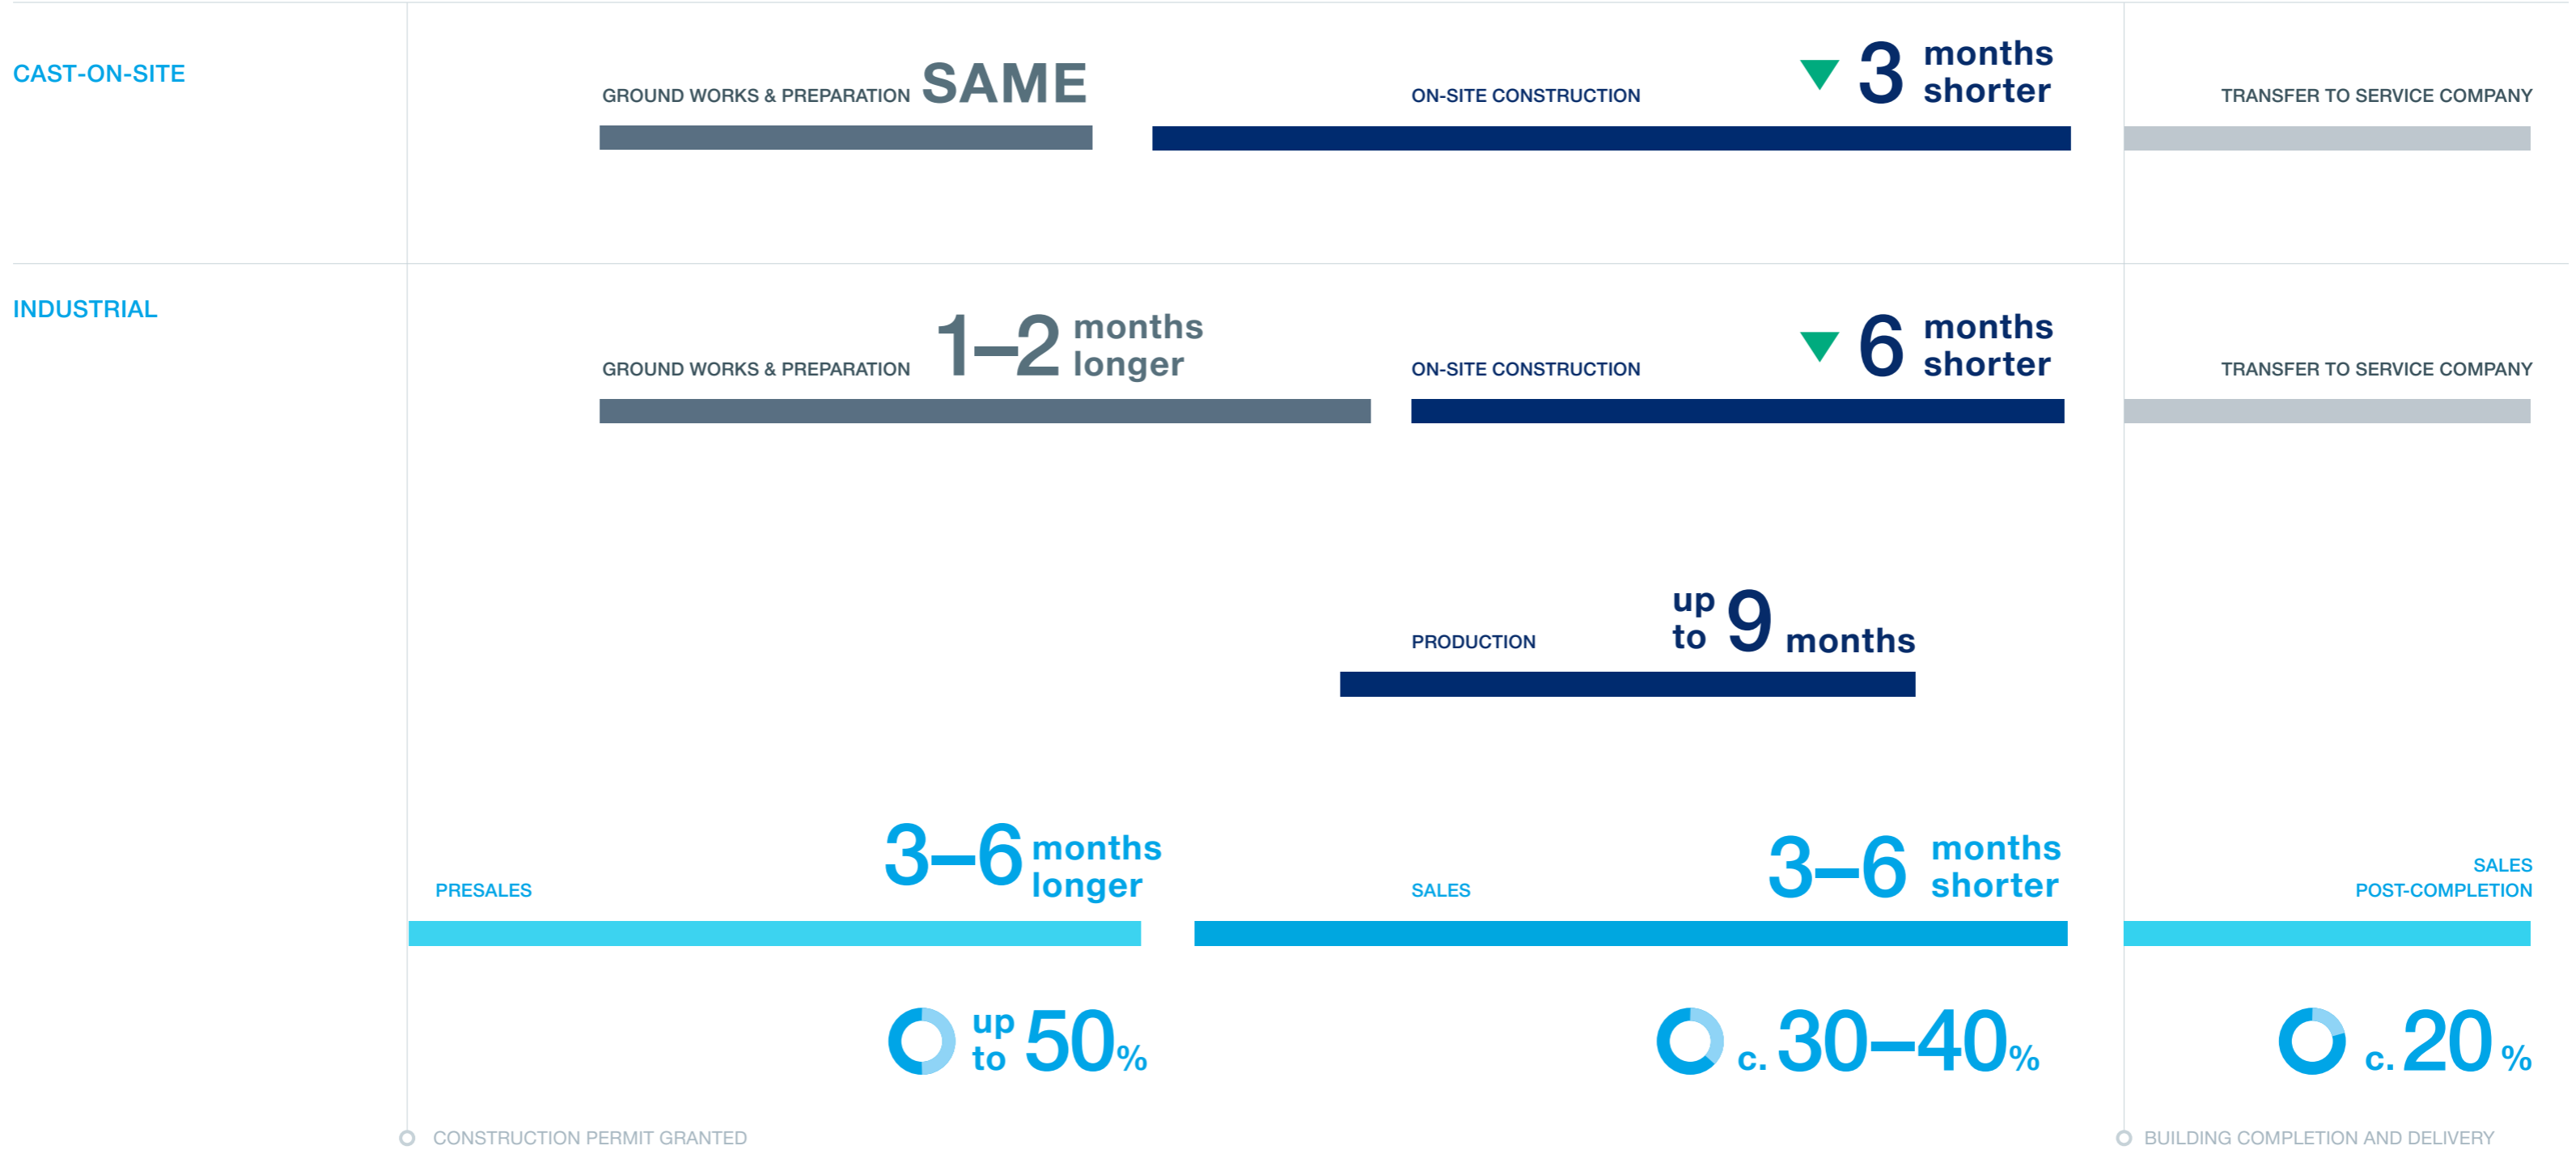 CAST-ON-SITE
GROUND WORKS & PREPARATION SAME
ON-SITE CONSTRUCTION
3 months
shorter
TRANSFER TO SERVICE COMPANY
INDUSTRIAL
GROUND WORKS & PREPARATION
1–2 months
longer
ON-SITE CONSTRUCTION
6 months
shorter
TRANSFER TO SERVICE COMPANY
PRODUCTION
up
to 9 months
PRESALES
3–6 months
longer
SALES
3–6 months
shorter
SALES
POST-COMPLETION
up
to 50%
c. 30–40%
c. 20%
CONSTRUCTION PERMIT GRANTED
BUILDING COMPLETION AND DELIVERY